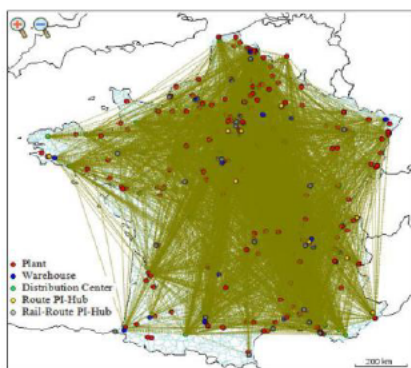 Plant
Warehouse
Distribution Center
Route PI-Hub
Rail-Route PI-Hub
200 km